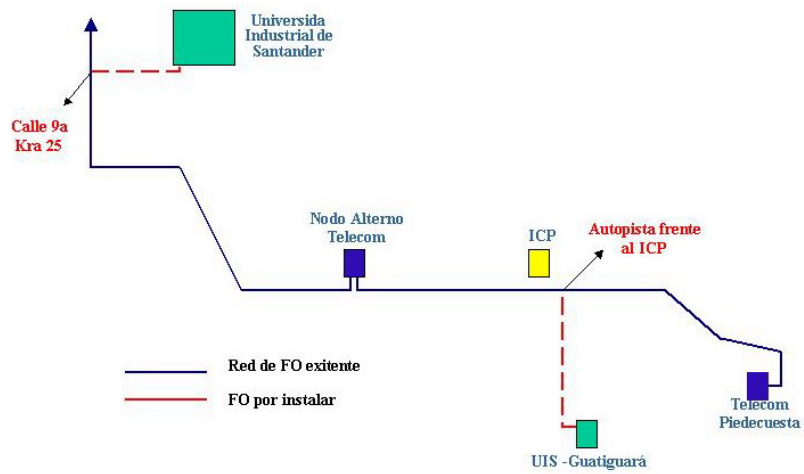 Universida
Industrial de
Santander
Calle 9a
Kra 25
Nodo Alterno
Telecom
ICP
Autopista frente
al ICP
Red de FO exitente
FO por instalar
Telecom
Piedecuesta
UIS -Guatiguará